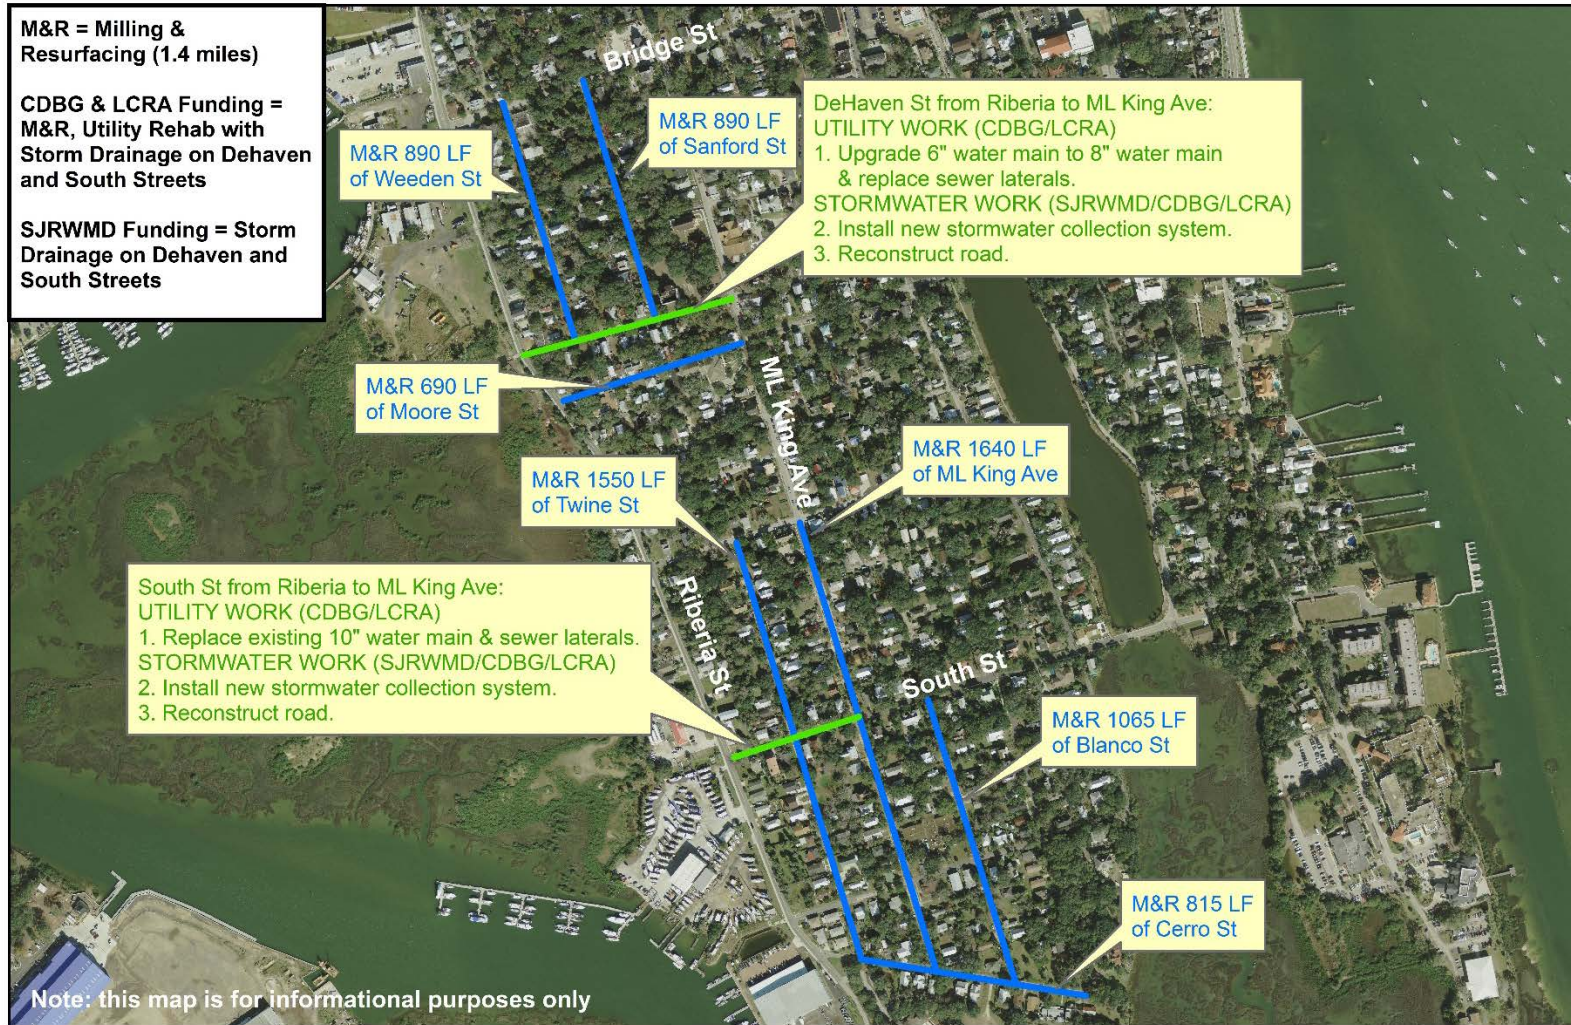 M&R = Milling &
Resurfacing (1.4 miles)
CDBG & LCRA Funding =
M&R, Utility Rehab with
Storm Drainage on Dehaven
and South Streets
SJRWMD Funding = Storm
Drainage on Dehaven and
South Streets
Bridge St
M&R 890 LF
of Weeden St
M&R 890 LF
of Sanford St
DeHaven St from Riberia to ML King Ave:
UTILITY WORK (CDBG/LCRA)
1. Upgrade 6" water main to 8" water main
& replace sewer laterals.
STORMWATER WORK (SJRWMD/CDBG/LCRA)
2. Install new stormwater collection system.
3. Reconstruct road.
M&R 690 LF
of Moore St
ML King Ave
M&R 1640 LF
of ML King Ave
M&R 1550 LF
of Twine St
South St from Riberia to ML King Ave:
UTILITY WORK (CDBG/LCRA)
1. Replace existing 10" water main & sewer laterals.
STORMWATER WORK (SJRWMD/CDBG/LCRA)
2. Install new stormwater collection system.
3. Reconstruct road.
Riberia St
South St
M&R 1065 LF
of Blanco St
M&R 815 LF
of Cerro St
Note: this map is for informational purposes only